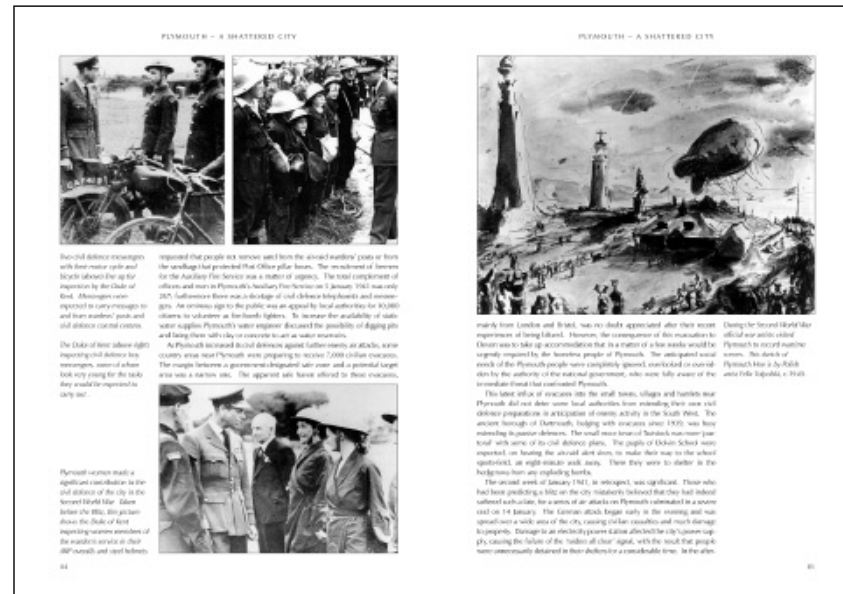 PLYMOUTH – A SHATTERED CITY
Two civil defence messengers
with their motor cycle and
bicycle (above) line up for
inspection by the Duke of
Kent. Messengers were
expected to carry messages to
and from wardens' posts and
civil defence control centres.
The Duke of Kent (above right)
inspecting civil defence boy
messengers, some of whom
look very young for the tasks
they would be expected to
carry out.
requested that people not remove sand from the air-raid wardens' posts or from
the sandbags that protected Post Office pillar boxes. The recruitment of firemen
for the Auxiliary Fire Service was a matter of urgency. The total complement of
officers and men in Plymouth's Auxiliary Fire Service on 5 January 1941 was only
furthermore there was a shortage of civil defence telephonists and messen-
gers. An ominous sign to the public was an appeal by local authorities for 10,000
citizens to volunteer as fire-bomb fighters. To increase the availability of static
water supplies Plymouth's water engineer discussed the possibility of digging pits
and lining them with clay or concrete to act as water reservoirs.
As Plymouth increased its civil defences against further enemy air attacks, some
country areas near Plymouth were preparing to receive 7,000 civilian evacuees.
The margin between a government-designated safe zone and a potential target
area was a narrow one. The apparent safe haven offered to these evacuees,
Plymouth women made a
significant contribution to the
civil defence of the city in the
Second World War. Taken
before the Blitz, this picture
shows the Duke of Kent
inspecting women members of
the wardens service in their
ARP overalls and steel helmets.
84
PLYMOUTH – A SHATTERED CITY
mainly from London and Bristol, was no doubt appreciated after their recent
experiences of being blitzed. However, the consequence of this evacuation to
Devon was to take up accommodation that in a matter of a few weeks would be
urgently required by the homeless people of Plymouth. The anticipated social
needs of the Plymouth people were completely ignored, overlooked or overrid-
den by the authority of the national government, who were fully aware of the
immediate threat that confronted Plymouth.
This latest influx of evacuees into the small towns, villages and hamlets near
Plymouth did not deter some local authorities from extending their own civil
defence preparations in anticipation of enemy activity in the South West. The
ancient borough of Dartmouth, bulging with evacuees since 1939, was busy
extending its passive defences. The small moor town of Tavistock was more 'pas-
toral' with some of its civil defence plans. The pupils of Dolvin School were
expected, on hearing the air-raid alert siren, to make their way to the school
sports-field, an eight-minute walk away. There they were to shelter in the
hedgerows from any exploding bombs.
The second week of January 1941, in retrospect, was significant. Those who
had been predicting a blitz on the city mistakenly believed that they had indeed
suffered such a fate, for a series of air attacks on Plymouth culminated in a severe
raid on 14 January. The German attack began early in the evening and was
spread over a wide area of the city, causing civilian casualties and much damage
to property. Damage to an electricity power station affected the city's power sup-
ply, causing the failure of the 'raiders all clear' signal, with the result that people
were unnecessarily detained in their shelters for a considerable time. In the after-
During the Second World War
official war artists visited
Plymouth to record wartime
scenes. This sketch of
Plymouth Hoe is by Polish
artist Feliks Topolski, c. 1940.
85